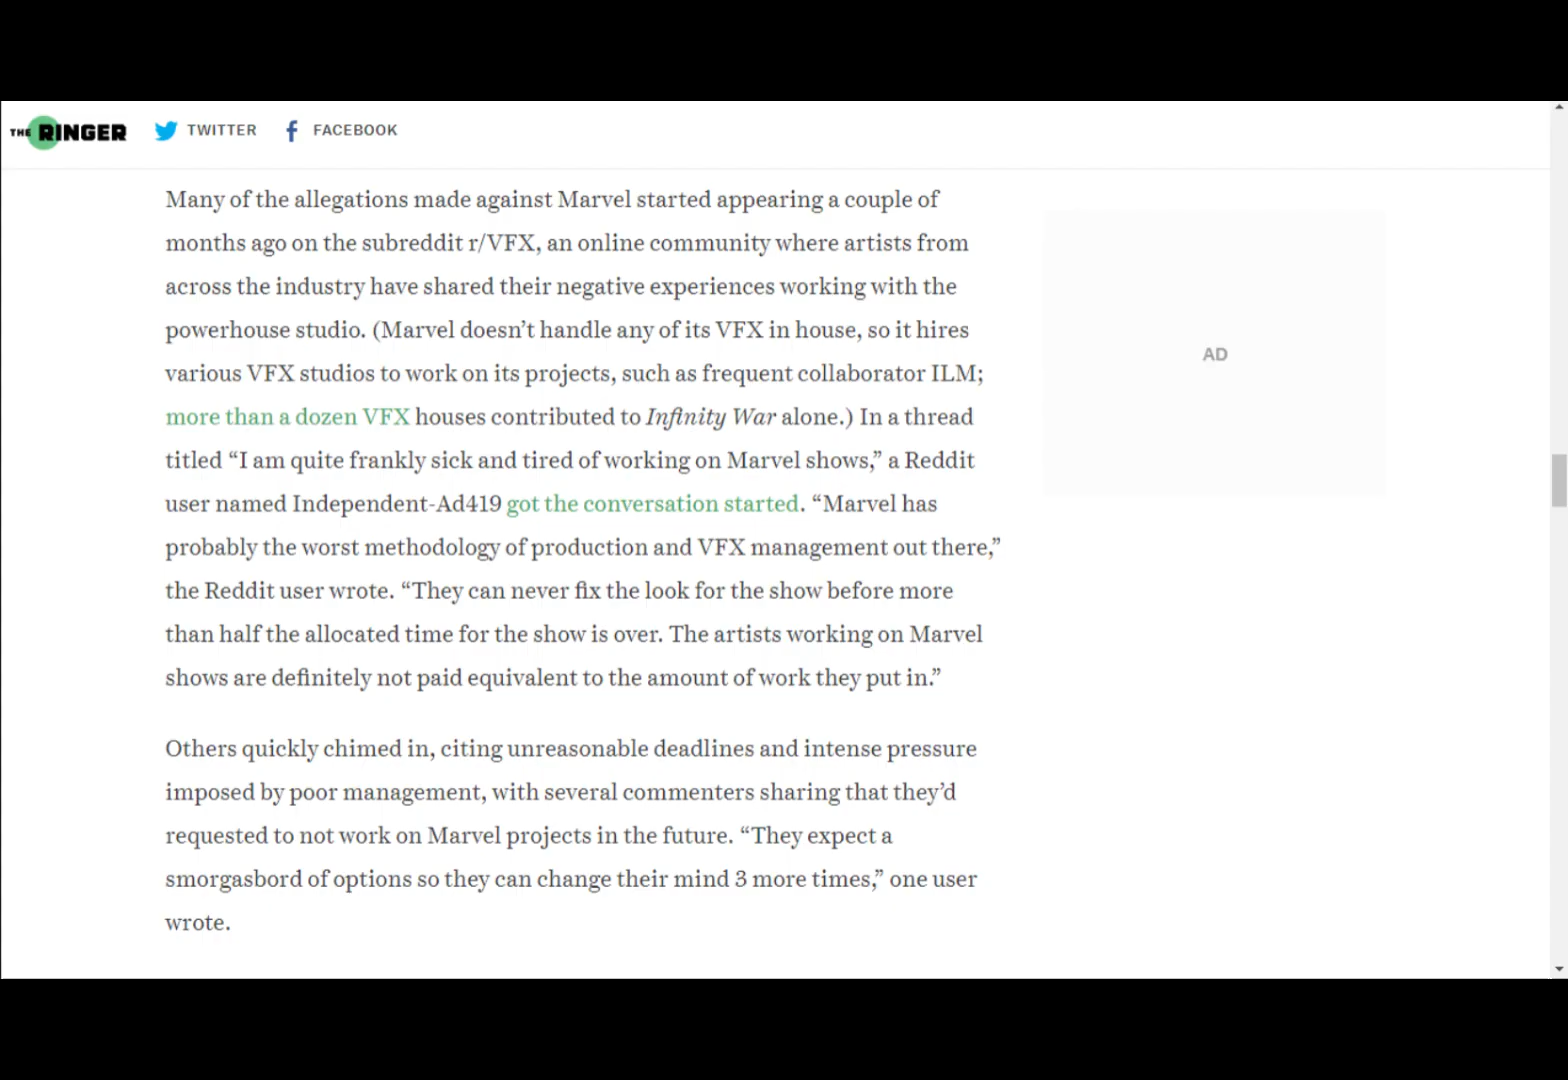 THE RINGER TWITTER FACEBOOK
Many of the allegations made against Marvel started appearing a couple of
months ago on the subreddit r/VFX, an online community where artists from
across the industry have shared their negative experiences working with the
powerhouse studio. (Marvel doesn’t handle any of its VFX in house, so it hires
various VFX studios to work on its projects, such as frequent collaborator ILM;
more than a dozen VFX houses contributed to Infinity War alone.) In a thread
titled “I am quite frankly sick and tired of working on Marvel shows,” a Reddit
user named Independent-Ad419 got the conversation started. “Marvel has
probably the worst methodology of production and VFX management out there,”
the Reddit user wrote. “They can never fix the look for the show before more
than half the allocated time for the show is over. The artists working on Marvel
shows are definitely not paid equivalent to the amount of work they put in.”
Others quickly chimed in, citing unreasonable deadlines and intense pressure
imposed by poor management, with several commenters sharing that they’d
requested to not work on Marvel projects in the future. “They expect a
smorgasbord of options so they can change their mind 3 more times,” one user
wrote.
AD